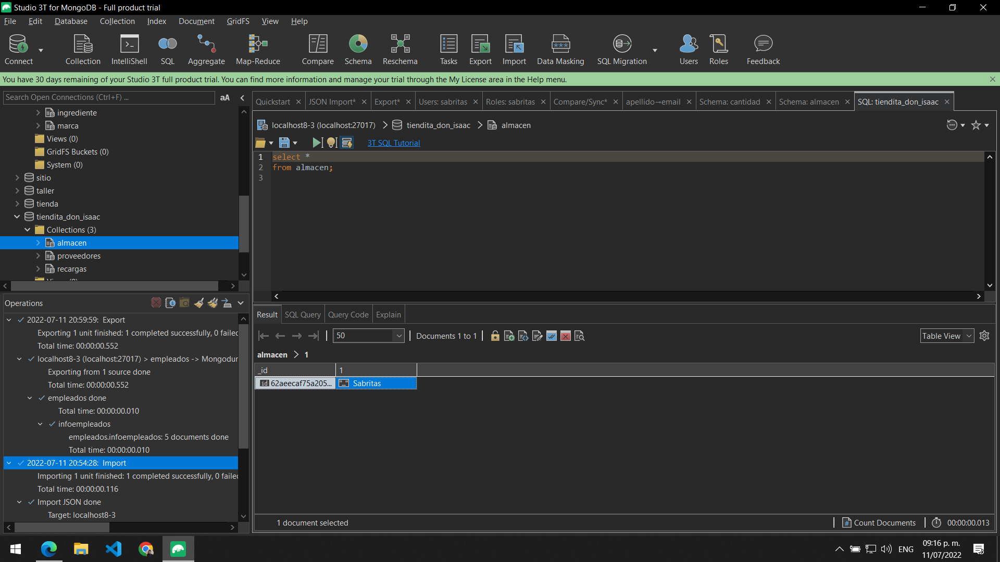 Studio 3T for MongoDB - Full product trial
File Edit Database Collection Index Document GridFS View Help
Connect Collection IntelliShell SQL Aggregate Map-Reduce Compare Schema Reschema Tasks Export Import Data Masking SQL Migration Users Roles Feedback
You have 30 days remaining of your Studio 3T full product trial. You can find more information and manage your trial through the My License area in the Help menu.
Search Open Connections (Ctrl+F) ... aA
ingrediente
marca
Views (0)
GridFS Buckets (0)
System (0)
sitio
taller
tienda
tiendita_don_isaac
Collections (3)
almacen
proveedores
recargas
Operations
2022-07-11 20:59:59: Export
Exporting 1 unit finished: 1 completed successfully, 0 failed
Total time: 00:00:00.552
localhost8-3 (localhost:27017) > empleados -> Mongodur
Exporting from 1 source done
Total time: 00:00:00.552
empleados done
Total time: 00:00:00.010
infoempleados
empleados.infoempleados: 5 documents done
Total time: 00:00:00.010
2022-07-11 20:54:28: Import
Importing 1 unit finished: 1 completed successfully, 0 failed
Total time: 00:00:00.116
Import JSON done
Target: localhost8-3
Quickstart JSON Import* Export* Users: sabritas Roles: sabritas Compare/Sync* apellido→email Schema: cantidad Schema: almacen SQL: tiendita_don_isaac
localhost8-3 (localhost:27017) tiendita_don_isaac almacen
3T SQL Tutorial
1 select *
2 from almacen;
3
Result SQL Query Query Code Explain
50 Documents 1 to 1 Table View
almacen > 1
_id 1
id 62aeecaf75a205... "_" Sabritas
1 document selected Count Documents 00:00:00.013
ENG 09:16 p. m.
11/07/2022